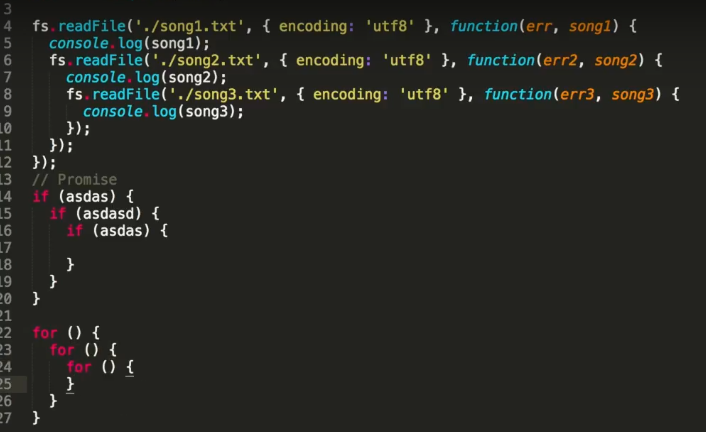 3
4 fs.readFile('./song1.txt', { encoding: 'utf8' }, function(err, song1) {
5 console.log(song1);
6 fs.readFile('./song2.txt', { encoding: 'utf8' }, function(err2, song2) {
7 console.log(song2);
8 fs.readFile('./song3.txt', { encoding: 'utf8' }, function(err3, song3) {
9 console.log(song3);
10 });
11 });
12 });
13 // Promise
14 if (asdas) {
15 if (asdasd) {
16 if (asdas) {
17
18 }
19 }
20 }
21
22 for () {
23 for () {
24 for () {
25 }
26 }
27 }